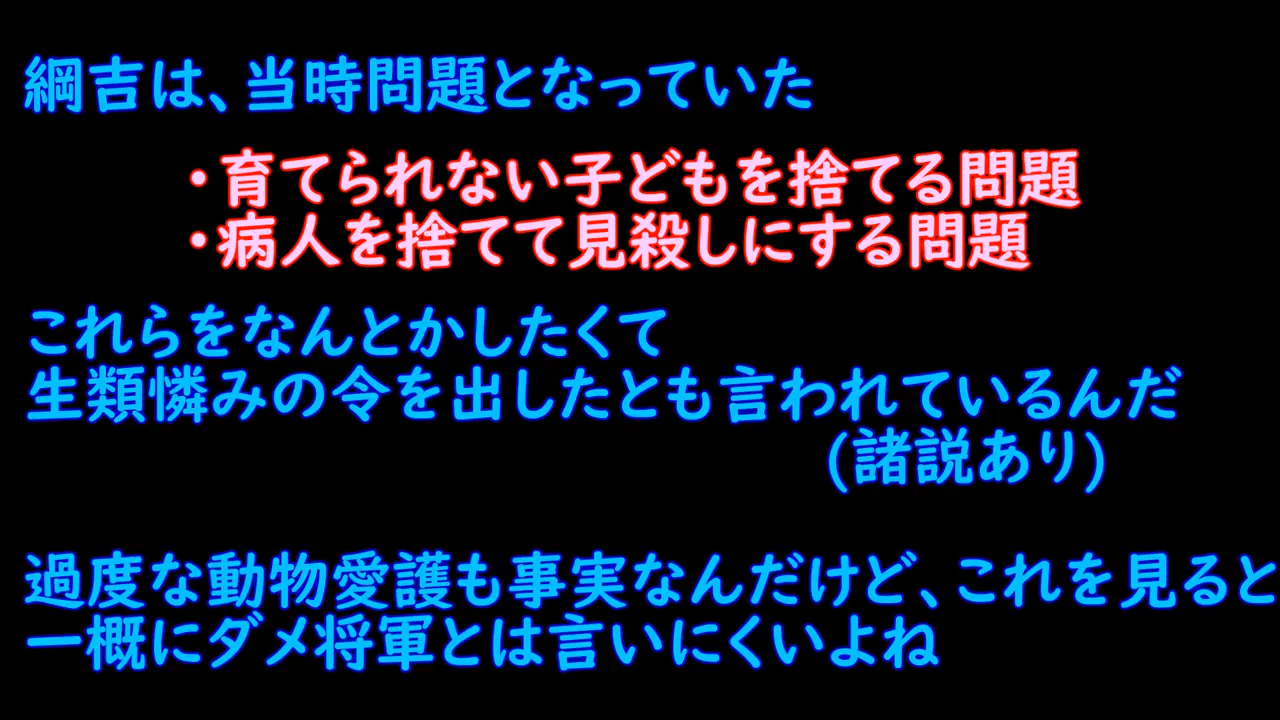 綱吉は、当時問題となっていた
・育てられない子どもを捨てる問題
・病人を捨てて見殺しにする問題
これらをなんとかしたくて
生類憐みの令を出したとも言われているんだ
(諸説あり)
過度な動物愛護も事実なんだけど、これを見ると
一概にダメ将軍とは言いにくいよね